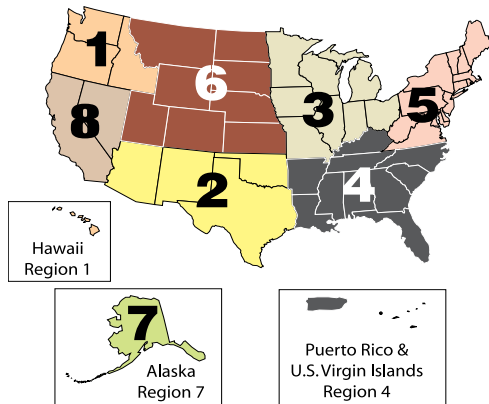 1
6
3
5
8
2
4
Hawaii
Region 1
7
Alaska
Region 7
Puerto Rico &
U.S. Virgin Islands
Region 4